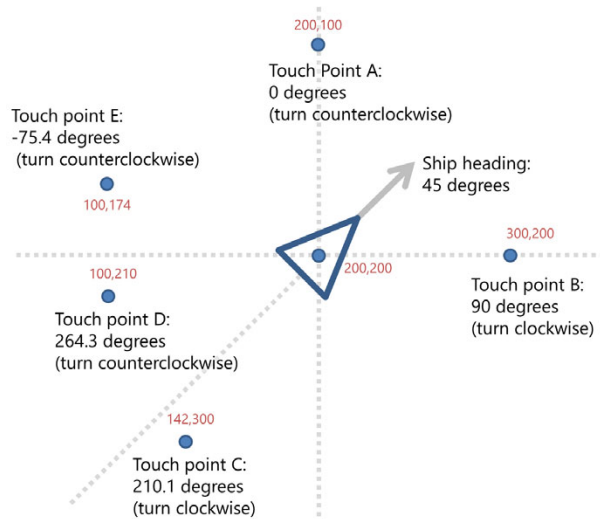 200,100
Touch Point A:
0 degrees
(turn counterclockwise)
Touch point E:
-75.4 degrees
(turn counterclockwise)
100,174
Ship heading:
45 degrees
300,200
200,200
Touch point B:
90 degrees
(turn clockwise)
100,210
Touch point D:
264.3 degrees
(turn counterclockwise)
142,300
Touch point C:
210.1 degrees
(turn clockwise)